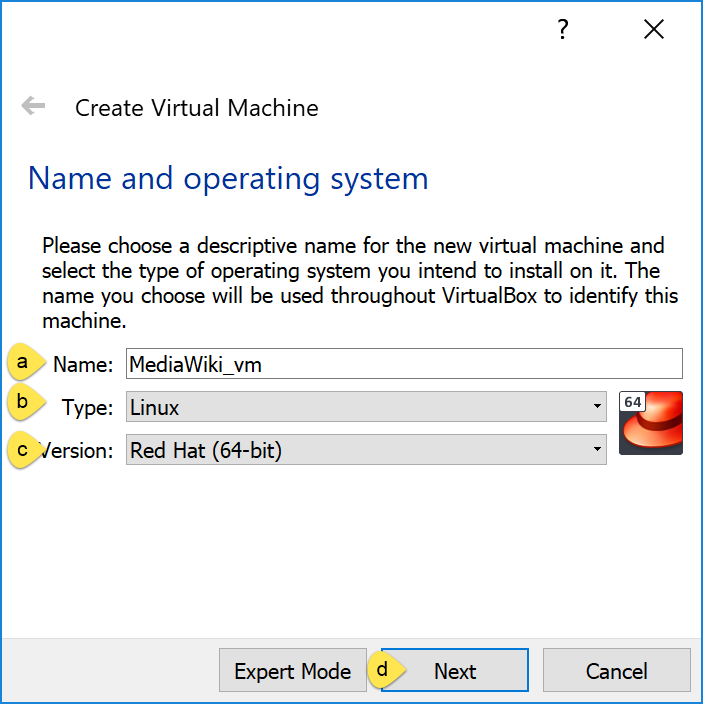 ?
Create Virtual Machine
Name and operating system
Please choose a descriptive name for the new virtual machine and
select the type of operating system you intend to install on it. The
name you choose will be used throughout VirtualBox to identify this
machine.
a Name: MediaWiki_vm
b Type: Linux
64
c Version: Red Hat (64-bit)
Expert Mode d Next Cancel